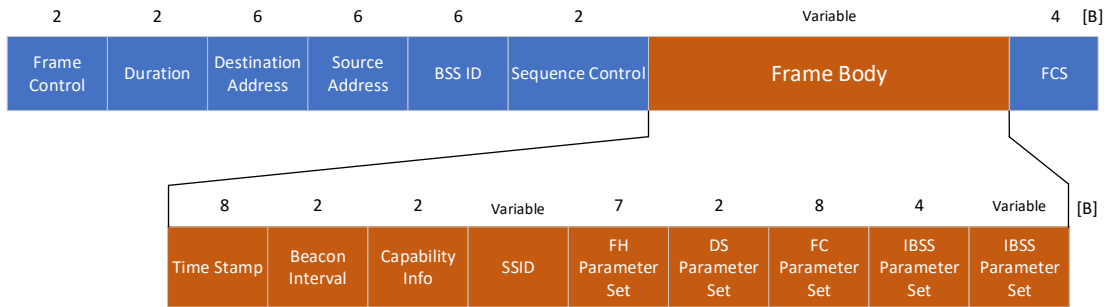 2 2 6 6 6 2 Variable 4 [B]
Frame Control
Duration
Destination Address
Source Address
BSS ID
Sequence Control
Frame Body
FCS
8 2 2 Variable 7 2 8 4 Variable [B]
Time Stamp
Beacon Interval
Capability Info
SSID
FH Parameter Set
DS Parameter Set
FC Parameter Set
IBSS Parameter Set
IBSS Parameter Set